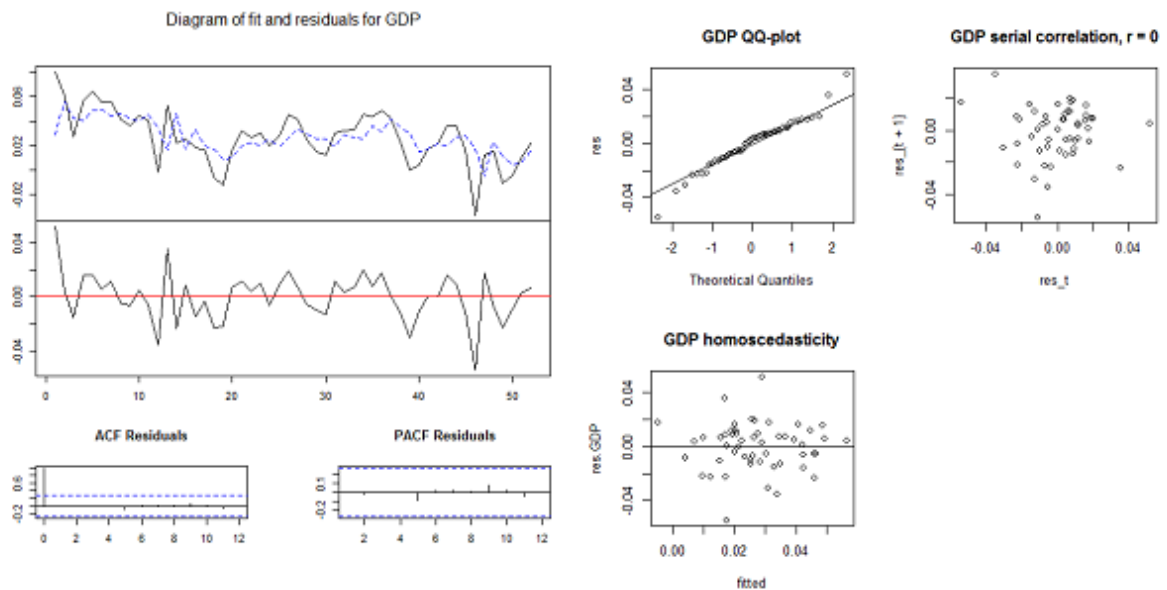 Diagram of fit and residuals for GDP
0.06
0.02
-0.02
0.04
0.00
-0.04
0 10 20 30 40 50
ACF Residuals
0.6
-0.2
0 2 4 6 8 10 12
PACF Residuals
0.1
-0.2
2 4 6 8 10 12
GDP QQ-plot
res
0.04
0.00
-0.04
-2 -1 0 1 2
Theoretical Quantiles
GDP serial correlation, r = 0
res_(t + 1)
0.00
-0.04
-0.04 0.00 0.04
res_t
GDP homoscedasticity
res.GDP
0.04
0.00
-0.04
0.00 0.02 0.04
fitted